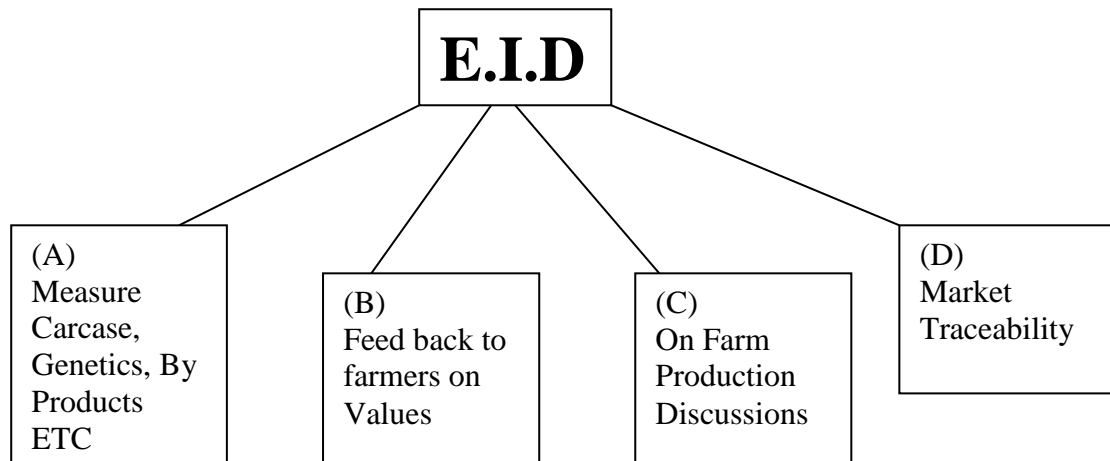 E.I.D
(A)
Measure
Carcase,
Genetics, By
Products
ETC
(B)
Feed back to
farmers on
Values
(C)
On Farm
Production
Discussions
(D)
Market
Traceability